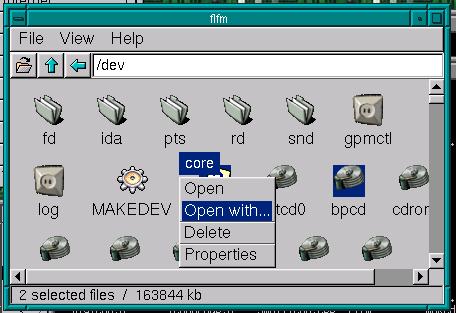 flfm
File View Help
/dev
fd ida pts rd snd gpmctl
core
log MAKEDEV tcd0 bpcd cdrom
Open
Open with...
Delete
Properties
2 selected files / 163844 kb